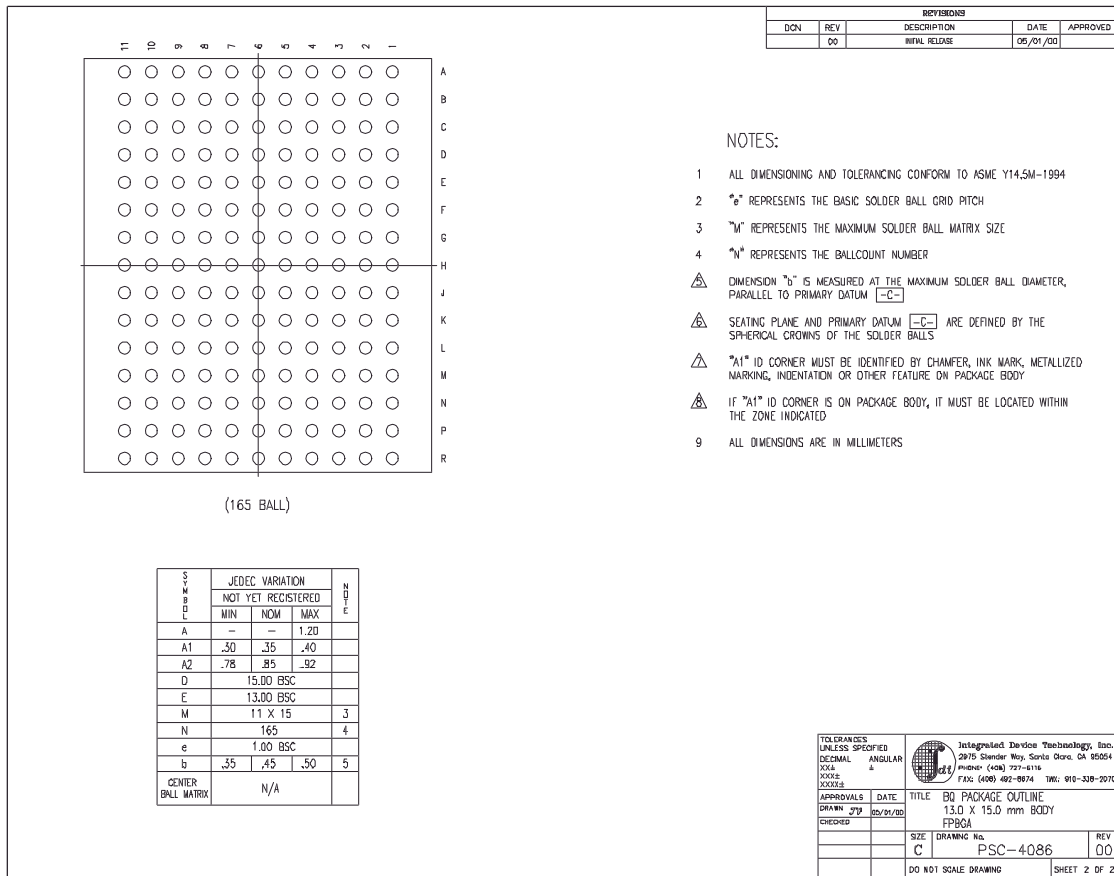 REVISIONS
DCN REV DESCRIPTION DATE APPROVED
00 INITIAL RELEASE 05/01/00
11 10 9 8 7 6 5 4 3 2 1
A
B
C
D
E
F
G
H
J
K
L
M
N
P
R
(165 BALL)
NOTES:
1 ALL DIMENSIONING AND TOLERANCING CONFORM TO ASME Y14.5M-1994
2 "e" REPRESENTS THE BASIC SOLDER BALL GRID PITCH
3 "M" REPRESENTS THE MAXIMUM SOLDER BALL MATRIX SIZE
4 "N" REPRESENTS THE BALLCOUNT NUMBER
5 DIMENSION "b" IS MEASURED AT THE MAXIMUM SOLDER BALL DIAMETER,
PARALLEL TO PRIMARY DATUM -C-
6 SEATING PLANE AND PRIMARY DATUM -C- ARE DEFINED BY THE
SPHERICAL CROWNS OF THE SOLDER BALLS
7 "A1" ID CORNER MUST BE IDENTIFIED BY CHAMFER, INK MARK, METALLIZED
MARKING, INDENTATION OR OTHER FEATURE ON PACKAGE BODY
8 IF "A1" ID CORNER IS ON PACKAGE BODY, IT MUST BE LOCATED WITHIN
THE ZONE INDICATED
9 ALL DIMENSIONS ARE IN MILLIMETERS
SYMBOL JEDEC VARIATION NOTE
NOT YET REGISTERED
MIN NOM MAX
A - - 1.20
A1 .30 .35 .40
A2 .78 .85 .92
D 15.00 BSC
E 13.00 BSC
M 11 X 15 3
N 165 4
e 1.00 BSC
b .35 .45 .50 5
CENTER
BALL MATRIX N/A
TOLERANCES
UNLESS SPECIFIED
DECIMAL ANGULAR
XX± ±
XXX±
XXXX±
idt
Integrated Device Technology, Inc.
2975 Stender Way, Santa Clara, CA 95054
PHONE: (408) 727-6116
FAX: (408) 492-8674 TWX: 910-338-2070
APPROVALS DATE
DRAWN 05/01/00
CHECKED
TITLE BQ PACKAGE OUTLINE
13.0 X 15.0 mm BODY
FPBGA
SIZE DRAWING No. REV
C PSC-4086 00
DO NOT SCALE DRAWING SHEET 2 OF 2